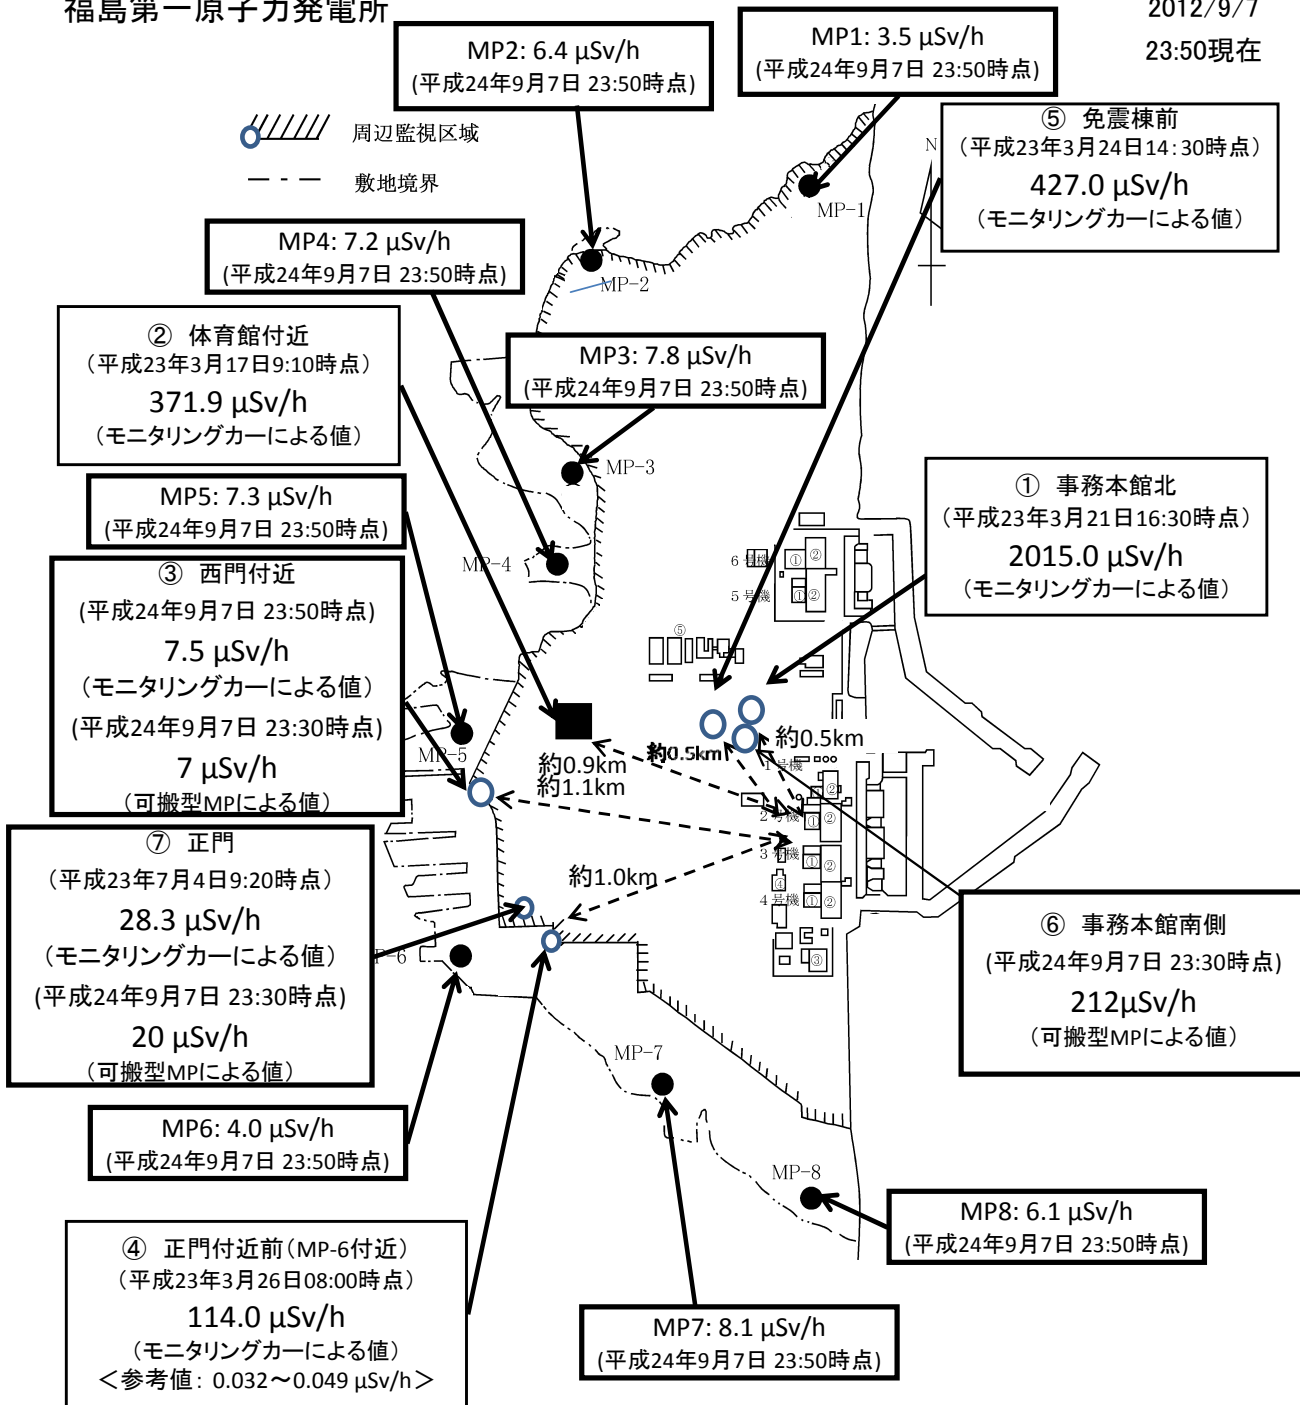 福島第一原子力発電所
2012/9/7
23:50現在
MP2: 6.4 μSv/h
(平成24年9月7日 23:50時点)
MP1: 3.5 μSv/h
(平成24年9月7日 23:50時点)
周辺監視区域
敷地境界
⑤ 免震棟前
(平成23年3月24日14:30時点)
427.0 μSv/h
(モニタリングカーによる値)
N
MP-1
MP4: 7.2 μSv/h
(平成24年9月7日 23:50時点)
MP-2
② 体育館付近
(平成23年3月17日9:10時点)
371.9 μSv/h
(モニタリングカーによる値)
MP3: 7.8 μSv/h
(平成24年9月7日 23:50時点)
MP-3
MP5: 7.3 μSv/h
(平成24年9月7日 23:50時点)
① 事務本館北
(平成23年3月21日16:30時点)
2015.0 μSv/h
(モニタリングカーによる値)
MP-4
6号機
① ②
5号機
① ②
③ 西門付近
(平成24年9月7日 23:50時点)
7.5 μSv/h
(モニタリングカーによる値)
(平成24年9月7日 23:30時点)
7 μSv/h
(可搬型MPによる値)
⑤
MP-5
約0.9km
約1.1km
約0.5km
約0.5km
1号機
②
2号機
① ②
3号機
① ②
④
4号機
① ②
③
⑦ 正門
(平成23年7月4日9:20時点)
28.3 μSv/h
(モニタリングカーによる値)
(平成24年9月7日 23:30時点)
20 μSv/h
(可搬型MPによる値)
約1.0km
P-6
⑥ 事務本館南側
(平成24年9月7日 23:30時点)
212μSv/h
(可搬型MPによる値)
MP-7
MP6: 4.0 μSv/h
(平成24年9月7日 23:50時点)
MP-8
MP8: 6.1 μSv/h
(平成24年9月7日 23:50時点)
④ 正門付近前(MP-6付近)
(平成23年3月26日08:00時点)
114.0 μSv/h
(モニタリングカーによる値)
＜参考値: 0.032～0.049 μSv/h＞
MP7: 8.1 μSv/h
(平成24年9月7日 23:50時点)